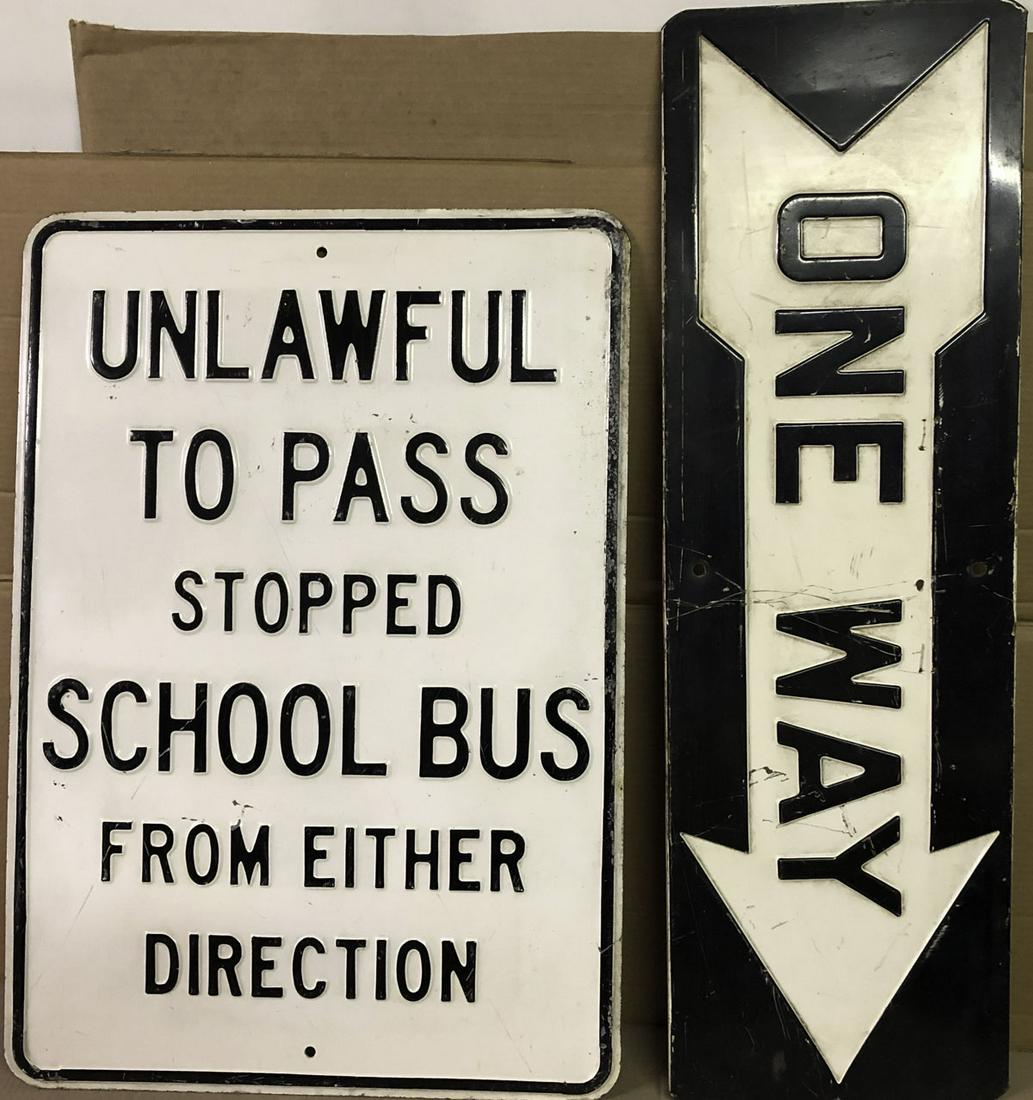 UNLAWFUL
TO PASS
STOPPED
SCHOOL BUS
FROM EITHER
DIRECTION
ONE WAY